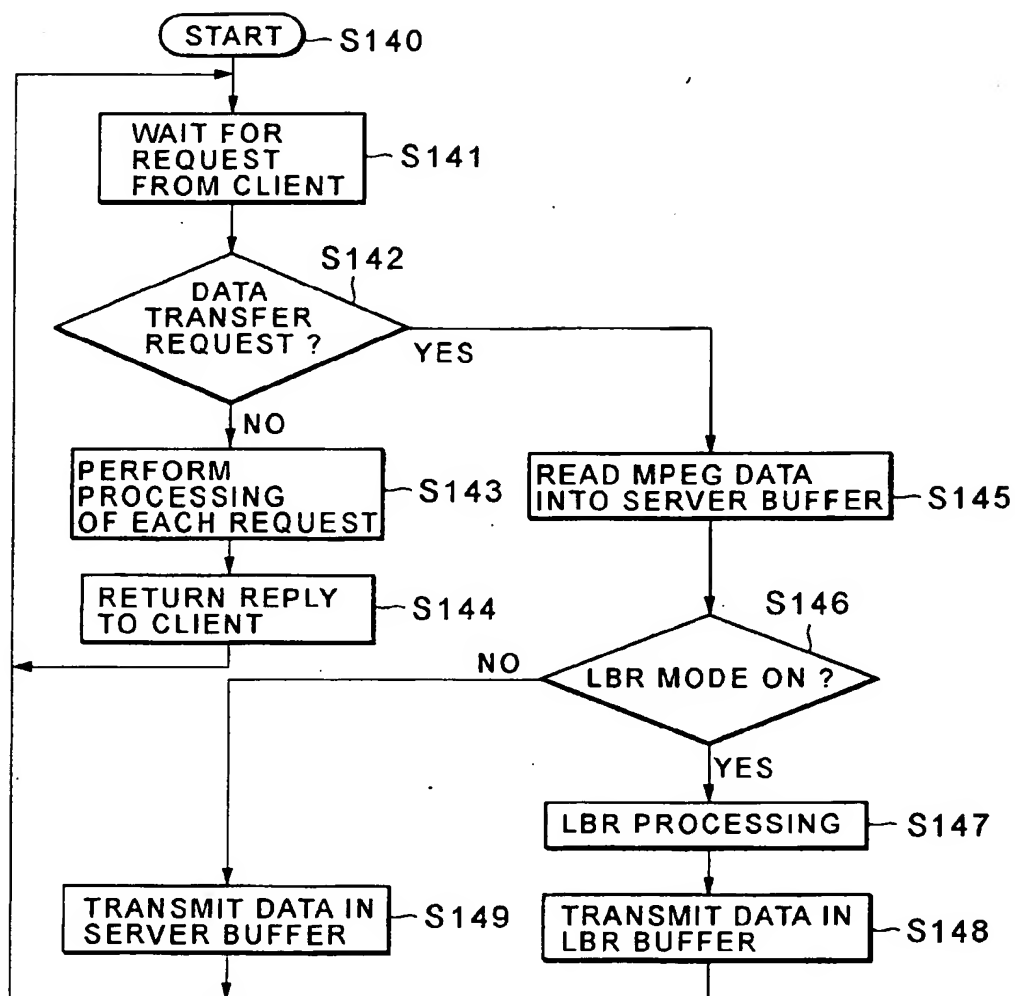 START
S140
WAIT FOR
REQUEST
FROM CLIENT
S141
S142
DATA
TRANSFER
REQUEST ?
YES
NO
PERFORM
PROCESSING
OF EACH REQUEST
S143
READ MPEG DATA
INTO SERVER BUFFER
S145
RETURN REPLY
TO CLIENT
S144
S146
NO
LBR MODE ON ?
YES
LBR PROCESSING
S147
TRANSMIT DATA IN
SERVER BUFFER
S149
TRANSMIT DATA IN
LBR BUFFER
S148